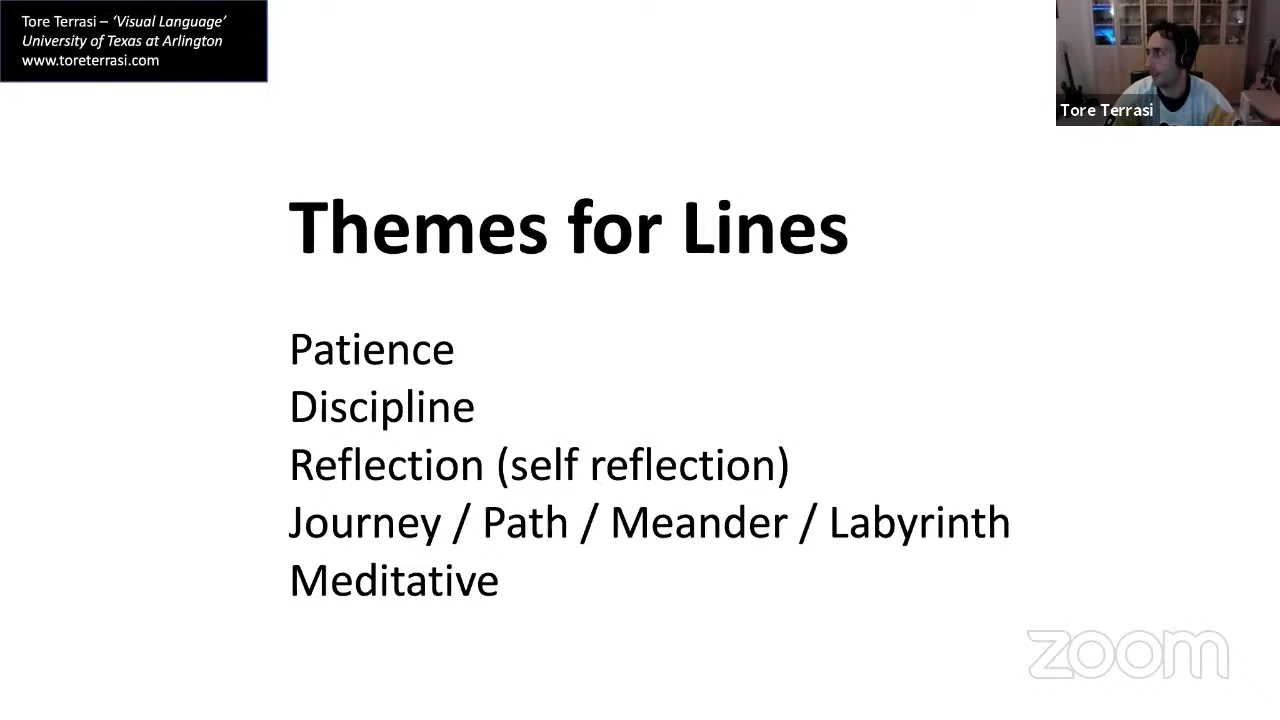 Tore Terrasi – ‘Visual Language’
University of Texas at Arlington
www.toreterrasi.com
Tore Terrasi
Themes for Lines
Patience
Discipline
Reflection (self reflection)
Journey / Path / Meander / Labyrinth
Meditative
zoom